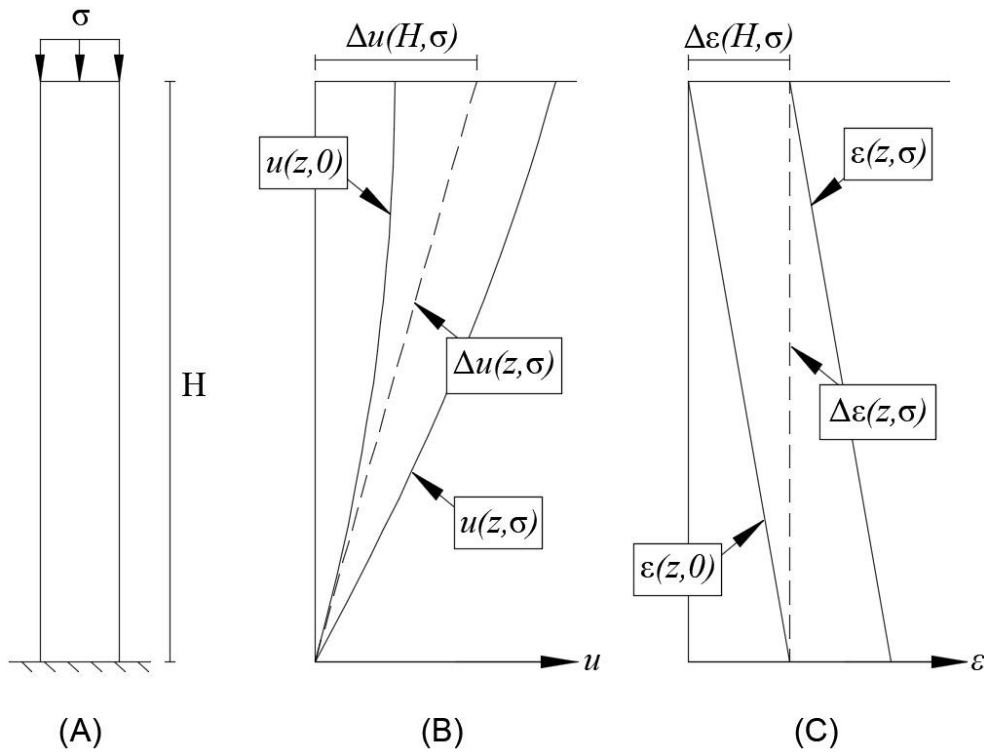 σ
H
(A)
Δu(H,σ)
u(z,0)
Δu(z,σ)
u(z,σ)
u
(B)
Δε(H,σ)
ε(z,σ)
Δε(z,σ)
ε(z,0)
ε
(C)